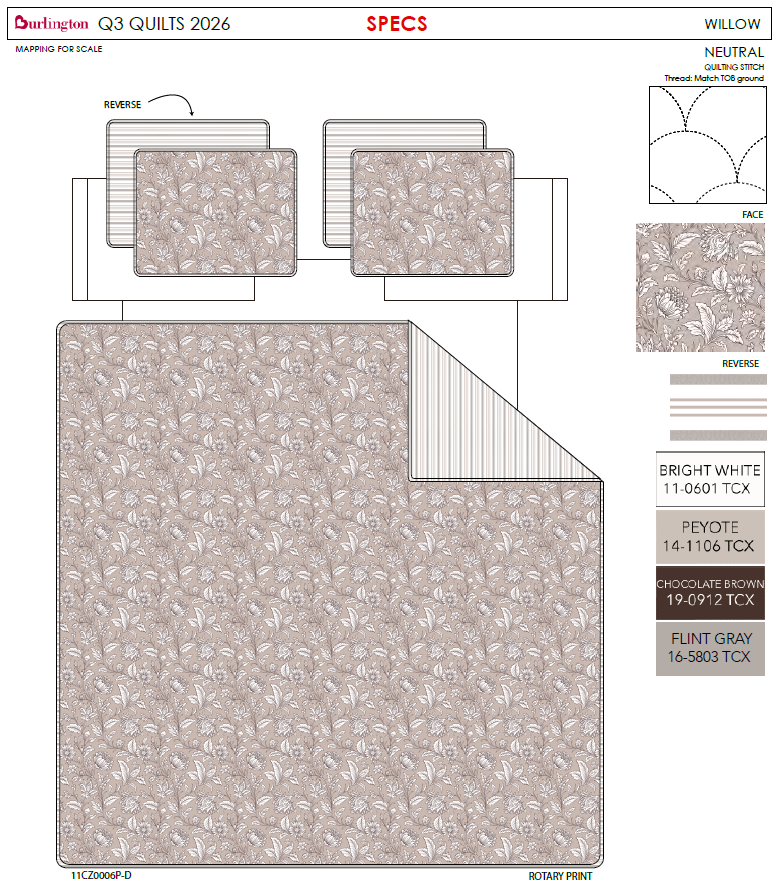 Burlington Q3 QUILTS 2026
SPECS
WILLOW
MAPPING FOR SCALE
NEUTRAL
QUILTING STITCH
Thread: Match TOB ground
REVERSE
FACE
REVERSE
BRIGHT WHITE
11-0601 TCX
PEYOTE
14-1106 TCX
CHOCOLATE BROWN
19-0912 TCX
FLINT GRAY
16-5803 TCX
11CZ0006P-D
ROTARY PRINT